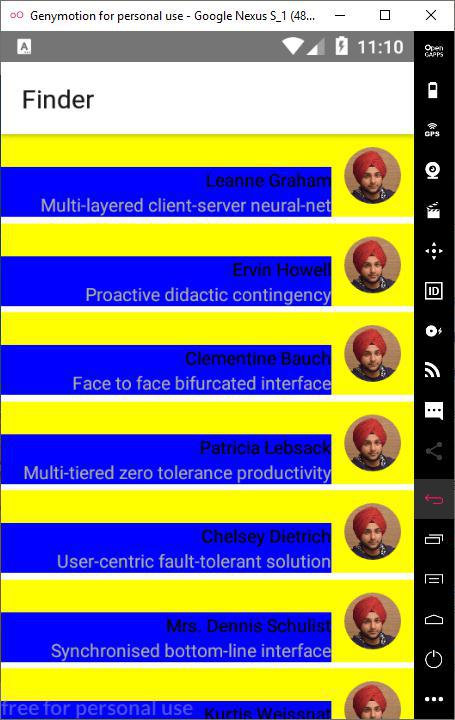 Genymotion for personal use - Google Nexus S_1 (48...
A
11:10
Open
GAPPS
Finder
GPS
ID
Leanne Graham
Multi-layered client-server neural-net
Ervin Howell
Proactive didactic contingency
Clementine Bauch
Face to face bifurcated interface
Patricia Lebsack
Multi-tiered zero tolerance productivity
Chelsey Dietrich
User-centric fault-tolerant solution
Mrs. Dennis Schulist
Synchronised bottom-line interface
Kurtis Weissnat
free for personal use